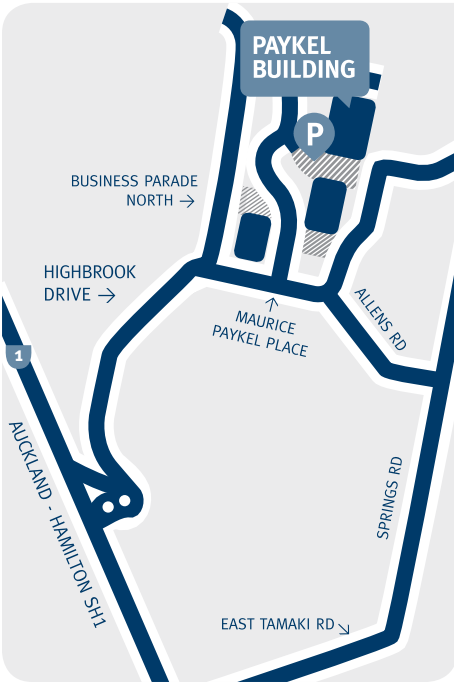 PAYKEL
BUILDING
P
BUSINESS PARADE
NORTH →
HIGHBROOK
DRIVE →
MAURICE
PAYKEL PLACE
ALLENS RD
1
AUCKLAND - HAMILTON SH1
SPRINGS RD
EAST TAMAKI RD